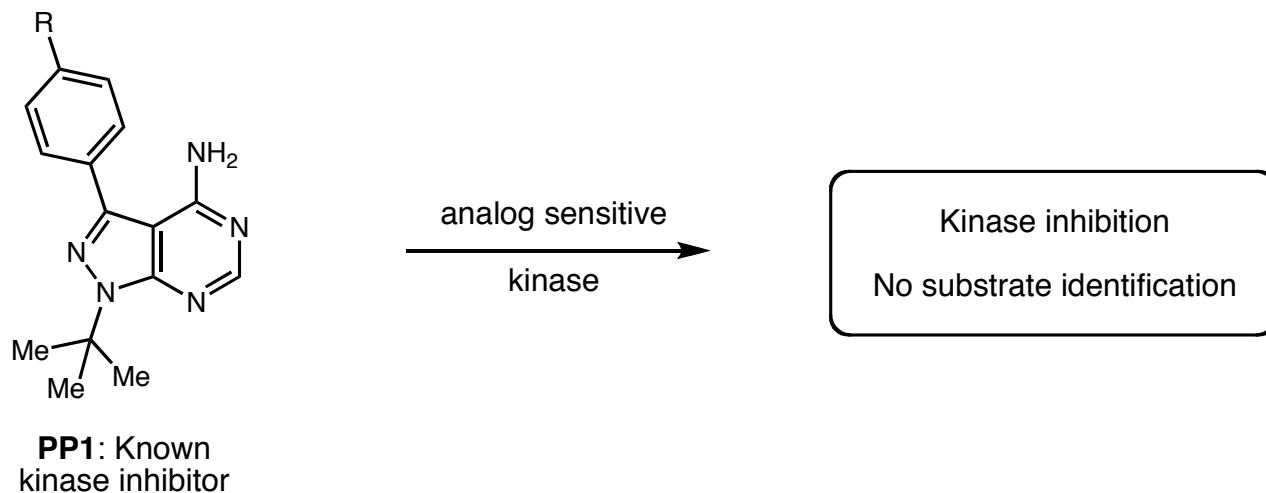 R
NH₂
N
N
N
N
Me
Me
Me
PP1: Known
kinase inhibitor
analog sensitive
kinase
Kinase inhibition
No substrate identification